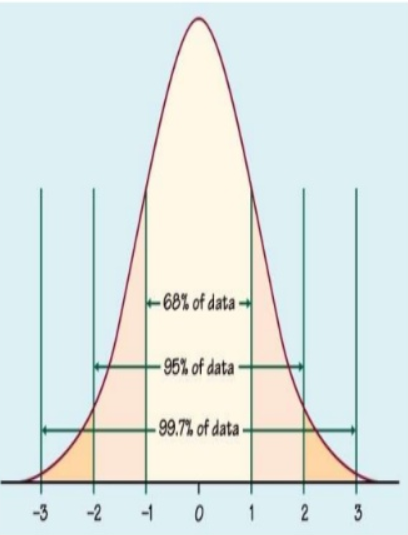 68% of data
95% of data
99.7% of data
-3 -2 -1 0 1 2 3